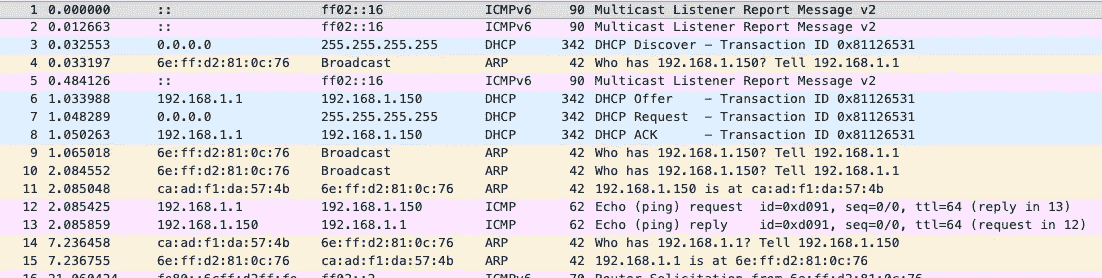 1 0.000000 :: ff02::16 ICMPv6 90 Multicast Listener Report Message v2
2 0.012663 :: ff02::16 ICMPv6 90 Multicast Listener Report Message v2
3 0.032553 0.0.0.0 255.255.255.255 DHCP 342 DHCP Discover – Transaction ID 0x81126531
4 0.033197 6e:ff:d2:81:0c:76 Broadcast ARP 42 Who has 192.168.1.150? Tell 192.168.1.1
5 0.484126 :: ff02::16 ICMPv6 90 Multicast Listener Report Message v2
6 1.033988 192.168.1.1 192.168.1.150 DHCP 342 DHCP Offer – Transaction ID 0x81126531
7 1.048289 0.0.0.0 255.255.255.255 DHCP 342 DHCP Request – Transaction ID 0x81126531
8 1.050263 192.168.1.1 192.168.1.150 DHCP 342 DHCP ACK – Transaction ID 0x81126531
9 1.065018 6e:ff:d2:81:0c:76 Broadcast ARP 42 Who has 192.168.1.150? Tell 192.168.1.1
10 2.084552 6e:ff:d2:81:0c:76 Broadcast ARP 42 Who has 192.168.1.150? Tell 192.168.1.1
11 2.085048 ca:ad:f1:da:57:4b 6e:ff:d2:81:0c:76 ARP 42 192.168.1.150 is at ca:ad:f1:da:57:4b
12 2.085425 192.168.1.1 192.168.1.150 ICMP 62 Echo (ping) request id=0xd091, seq=0/0, ttl=64 (reply in 13)
13 2.085859 192.168.1.150 192.168.1.1 ICMP 62 Echo (ping) reply id=0xd091, seq=0/0, ttl=64 (request in 12)
14 7.236458 ca:ad:f1:da:57:4b 6e:ff:d2:81:0c:76 ARP 42 Who has 192.168.1.1? Tell 192.168.1.150
15 7.236755 6e:ff:d2:81:0c:76 ca:ad:f1:da:57:4b ARP 42 192.168.1.1 is at 6e:ff:d2:81:0c:76
ICMPv6 70 Router Solicitation from 6e:ff:d2:81:0c:76